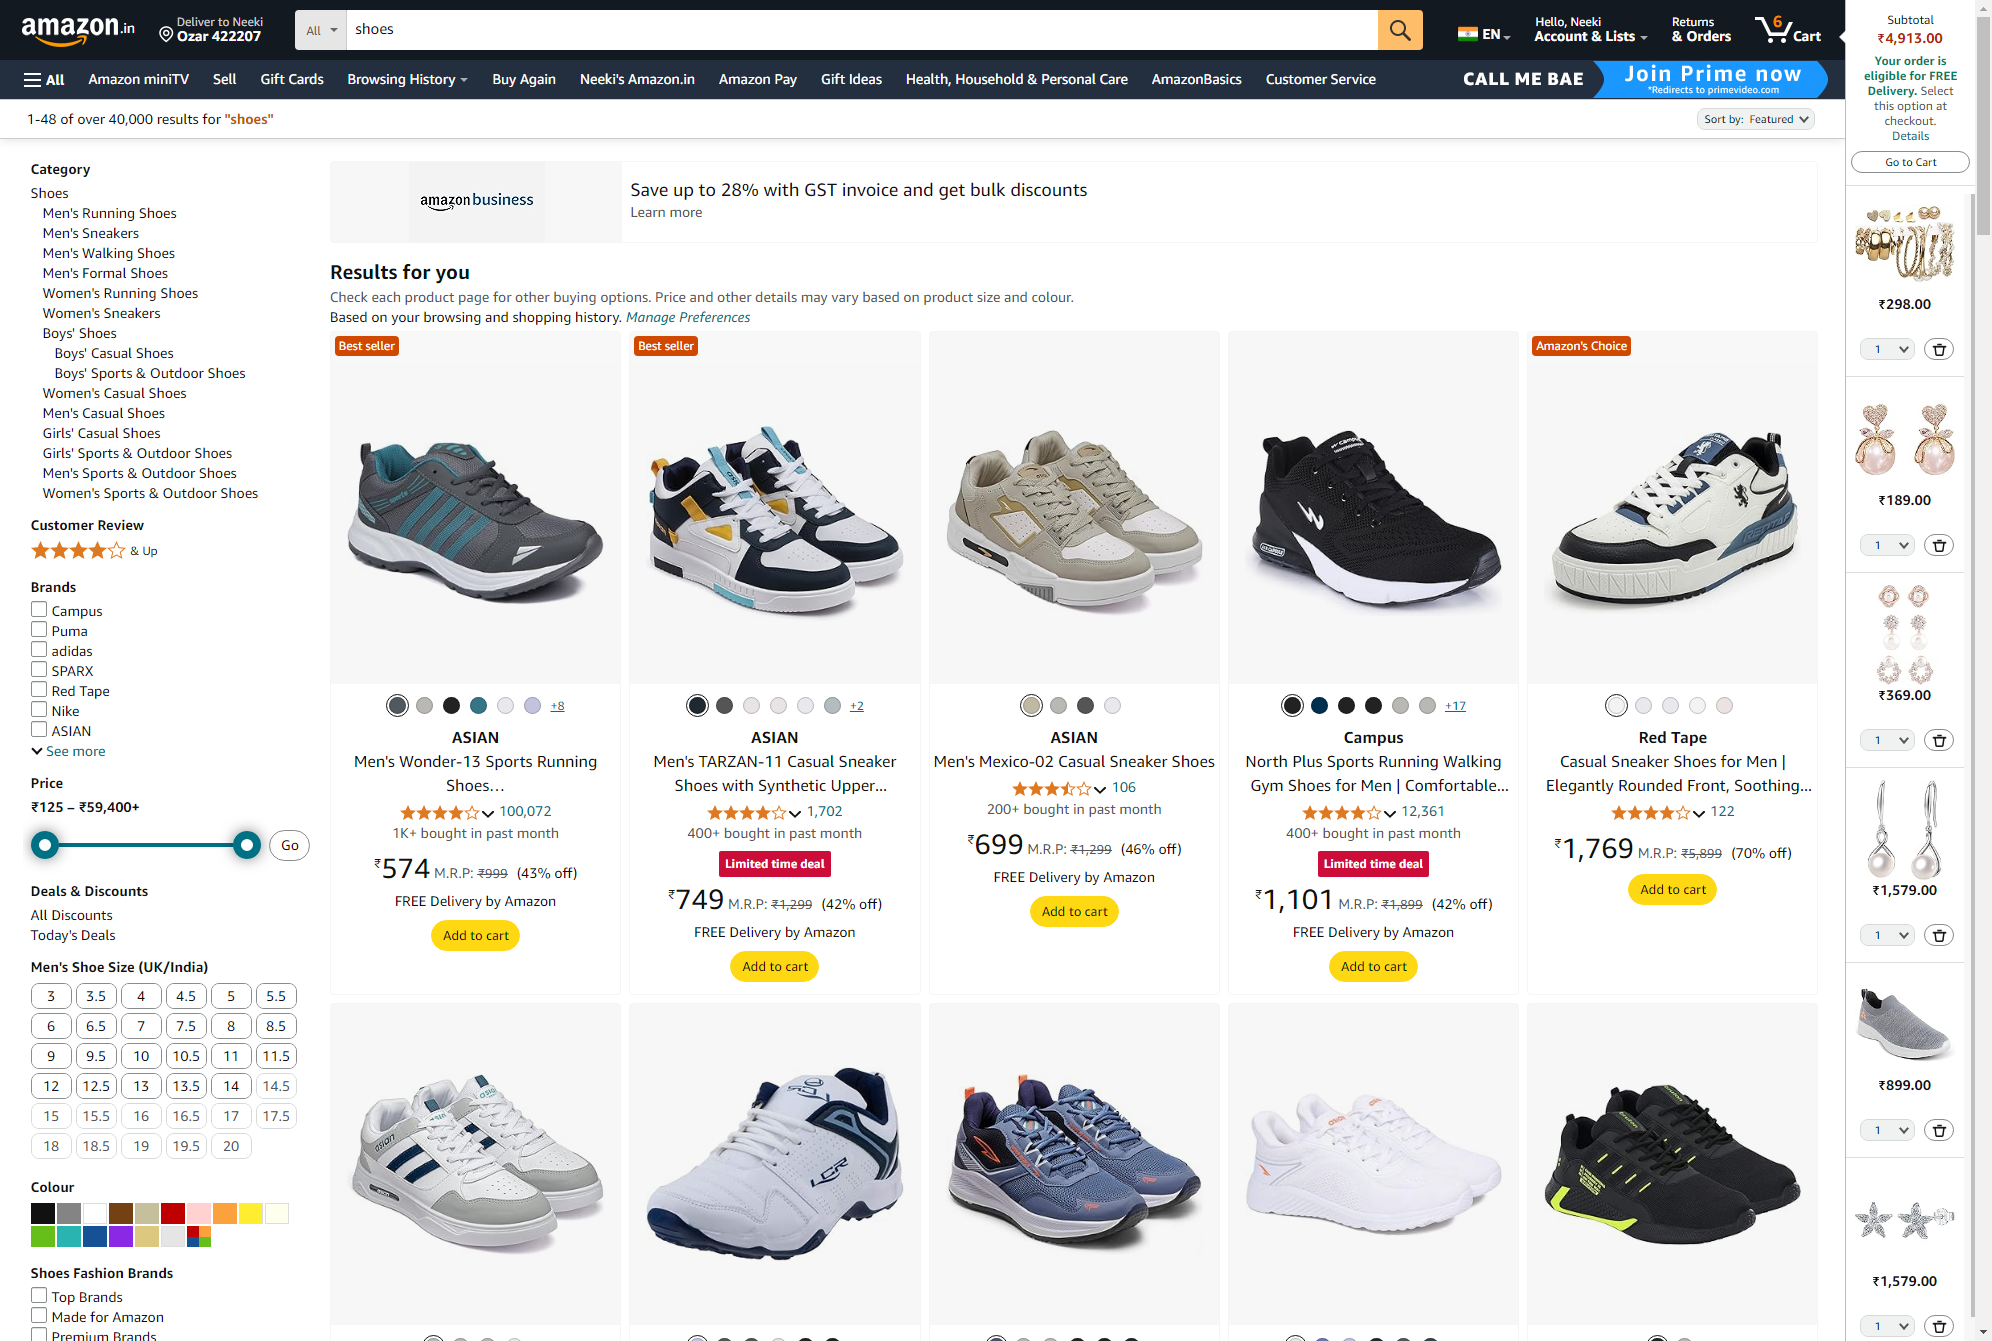 amazon.in
Deliver to Neeki
Ozar 422207
All
shoes
EN
Hello, Neeki
Account & Lists
Returns
& Orders
6
Cart
All
Amazon miniTV
Sell
Gift Cards
Browsing History
Buy Again
Neeki's Amazon.in
Amazon Pay
Gift Ideas
Health, Household & Personal Care
AmazonBasics
Customer Service
CALL ME BAE
Join Prime now
*Redirects to primevideo.com
1-48 of over 40,000 results for "shoes"
Sort by: Featured
Category
Shoes
Men's Running Shoes
Men's Sneakers
Men's Walking Shoes
Men's Formal Shoes
Women's Running Shoes
Women's Sneakers
Boys' Shoes
Boys' Casual Shoes
Boys' Sports & Outdoor Shoes
Women's Casual Shoes
Men's Casual Shoes
Girls' Casual Shoes
Girls' Sports & Outdoor Shoes
Men's Sports & Outdoor Shoes
Women's Sports & Outdoor Shoes
Customer Review
& Up
Brands
Campus
Puma
adidas
SPARX
Red Tape
Nike
ASIAN
See more
Price
₹125 – ₹59,400+
Go
Deals & Discounts
All Discounts
Today's Deals
Men's Shoe Size (UK/India)
3 3.5 4 4.5 5 5.5
6 6.5 7 7.5 8 8.5
9 9.5 10 10.5 11 11.5
12 12.5 13 13.5 14 14.5
15 15.5 16 16.5 17 17.5
18 18.5 19 19.5 20
Colour
Shoes Fashion Brands
Top Brands
Made for Amazon
Premium Brands
amazon business
Save up to 28% with GST invoice and get bulk discounts
Learn more
Results for you
Check each product page for other buying options. Price and other details may vary based on product size and colour.
Based on your browsing and shopping history. Manage Preferences
Best seller
+8
ASIAN
Men's Wonder-13 Sports Running
Shoes…
100,072
1K+ bought in past month
₹574 M.R.P: ₹999 (43% off)
FREE Delivery by Amazon
Add to cart
Best seller
+2
ASIAN
Men's TARZAN-11 Casual Sneaker
Shoes with Synthetic Upper...
1,702
400+ bought in past month
Limited time deal
₹749 M.R.P: ₹1,299 (42% off)
FREE Delivery by Amazon
Add to cart
ASIAN
Men's Mexico-02 Casual Sneaker Shoes
106
200+ bought in past month
₹699 M.R.P: ₹1,299 (46% off)
FREE Delivery by Amazon
Add to cart
campus
+17
Campus
North Plus Sports Running Walking
Gym Shoes for Men | Comfortable...
12,361
400+ bought in past month
Limited time deal
₹1,101 M.R.P: ₹1,899 (42% off)
FREE Delivery by Amazon
Add to cart
Amazon's Choice
Red Tape
Casual Sneaker Shoes for Men |
Elegantly Rounded Front, Soothing...
122
₹1,769 M.R.P: ₹5,899 (70% off)
Add to cart
asian
asian
asian
LCR
Subtotal
₹4,913.00
Your order is
eligible for FREE
Delivery. Select
this option at
checkout.
Details
Go to Cart
₹298.00
1
₹189.00
1
₹369.00
1
₹1,579.00
1
₹899.00
1
₹1,579.00
1